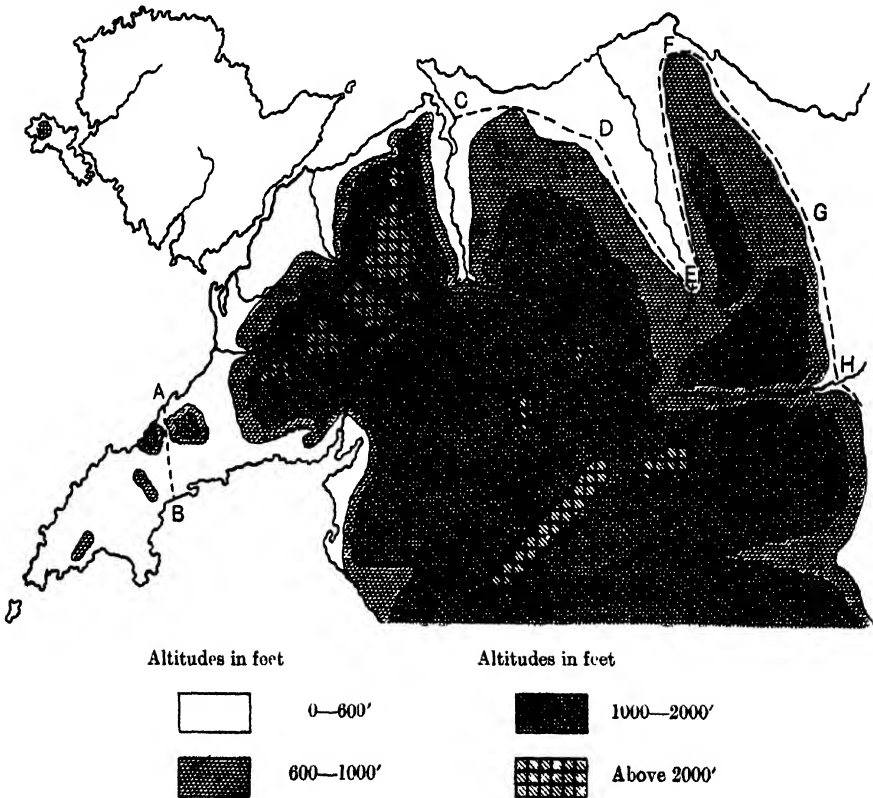 F
C
D
G
E
H
A
B
Altitudes in feet
Altitudes in feet
0—600'
1000—2000'
600—1000'
Above 2000'